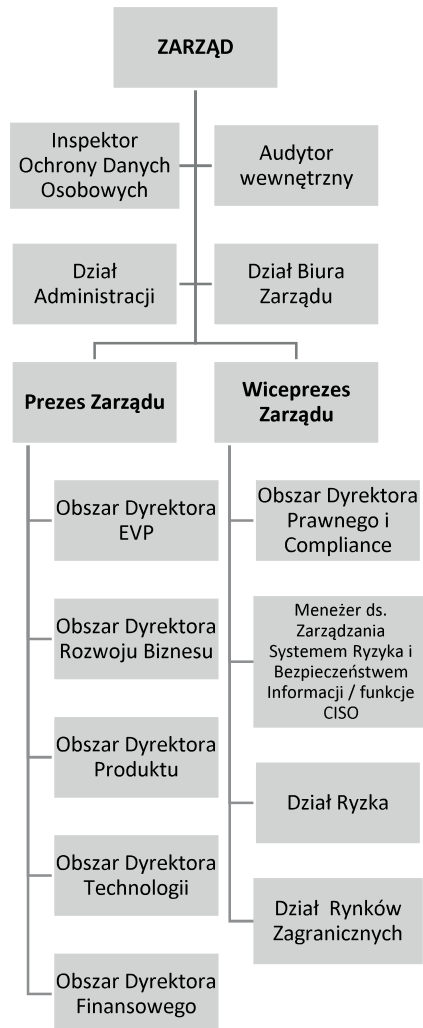 ZARZĄD
Inspektor
Ochrony Danych
Osobowych
Audytor
wewnętrzny
Dział
Administracji
Dział Biura
Zarządu
Prezes Zarządu
Wiceprezes
Zarządu
Obszar Dyrektora
EVP
Obszar Dyrektora
Rozwoju Biznesu
Obszar Dyrektora
Produktu
Obszar Dyrektora
Technologii
Obszar Dyrektora
Finansowego
Obszar Dyrektora
Prawnego i
Compliance
Meneżer ds.
Zarządzania
Systemem Ryzyka i
Bezpieczeństwem
Informacji / funkcje
CISO
Dział Ryzka
Dział Rynków
Zagranicznych